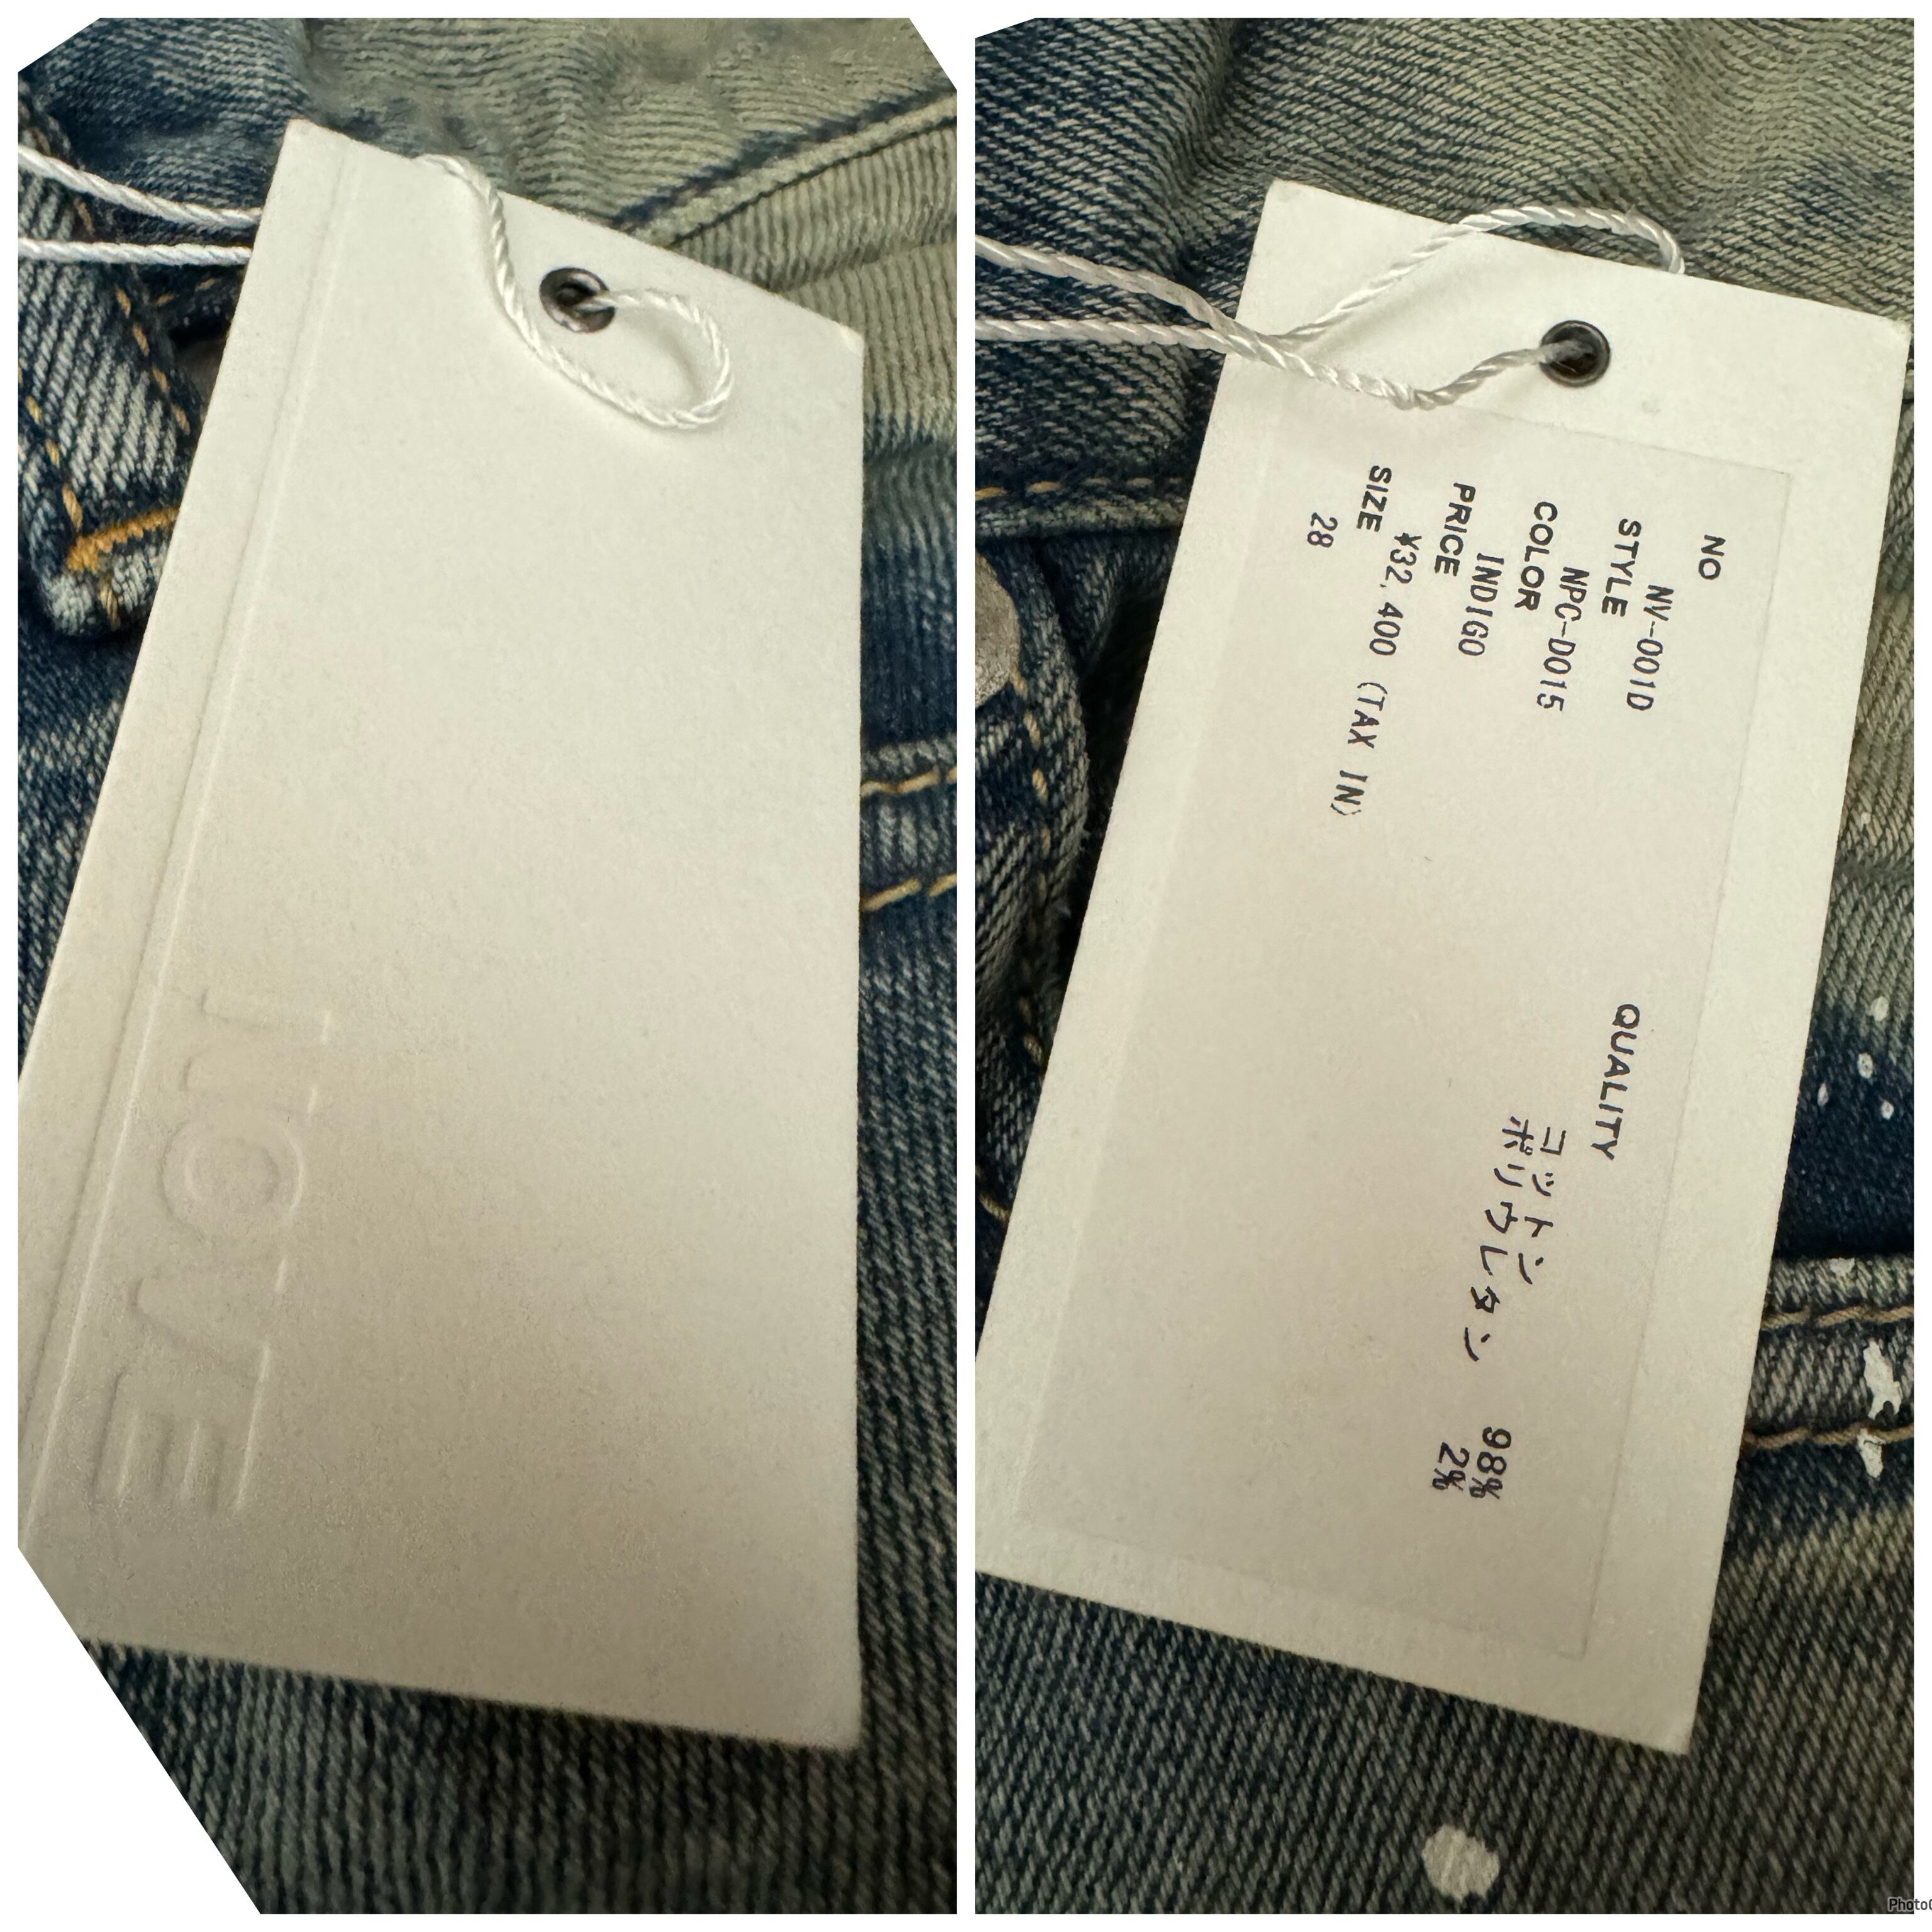 NO
NV-001D
STYLE
NPC-D015
COLOR
INDIGO
PRICE
¥32,400 (TAX IN)
SIZE
28
QUALITY
コットン 98%
ポリウレタン 2%